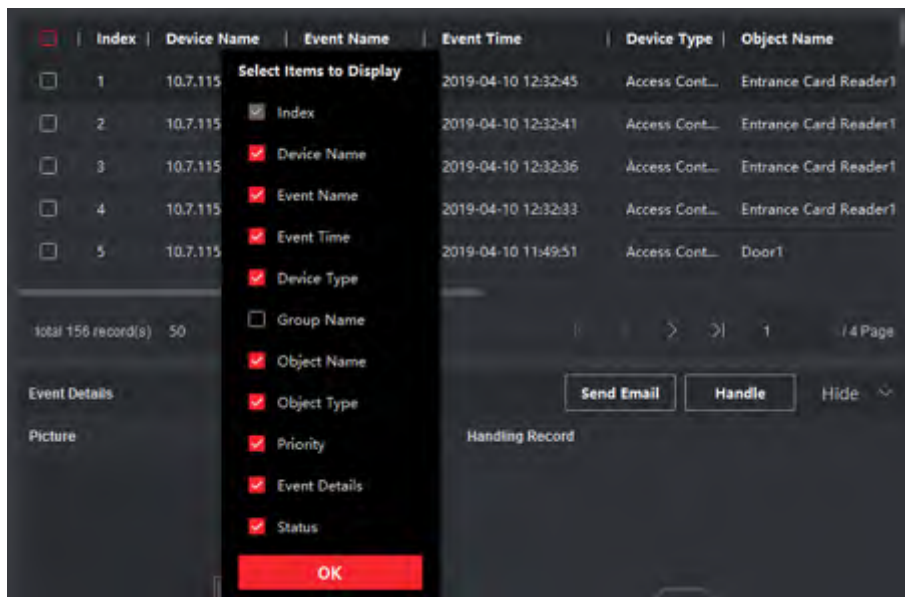 Index Device Name Event Name Event Time Device Type Object Name
Select Items to Display
1 10.7.115 2019-04-10 12:32:45 Access Cont... Entrance Card Reader1
Index
2 10.7.115 2019-04-10 12:32:41 Access Cont... Entrance Card Reader1
Device Name
3 10.7.115 2019-04-10 12:32:36 Access Cont... Entrance Card Reader1
Event Name
4 10.7.115 2019-04-10 12:32:33 Access Cont... Entrance Card Reader1
Event Time
5 10.7.115 2019-04-10 11:49:51 Access Cont... Door1
Device Type
Group Name
total 156 record(s) 50 1 / 4 Page
Object Name
Event Details Send Email Handle Hide
Object Type
Picture Handling Record
Priority
Event Details
Status
OK